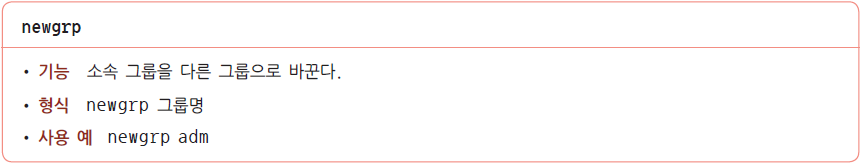 newgrp
• 기능 소속 그룹을 다른 그룹으로 바꾼다.
• 형식 newgrp 그룹명
• 사용 예 newgrp adm